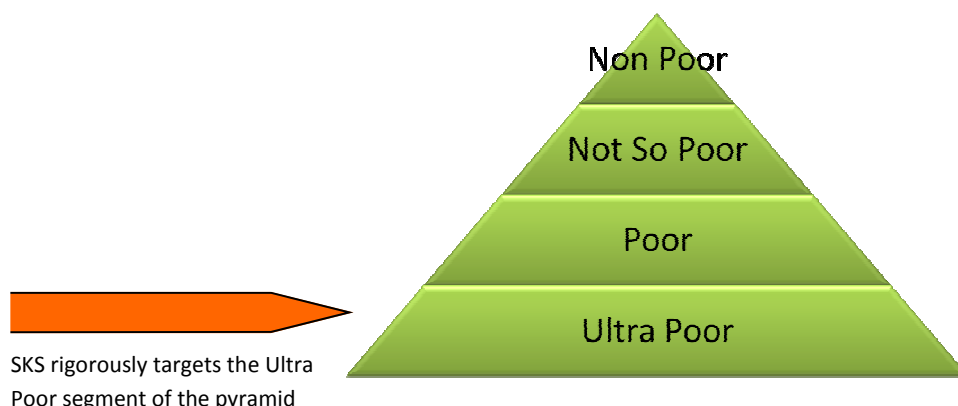 Non Poor
Not So Poor
Poor
Ultra Poor
SKS rigorously targets the Ultra
Poor segment of the pyramid